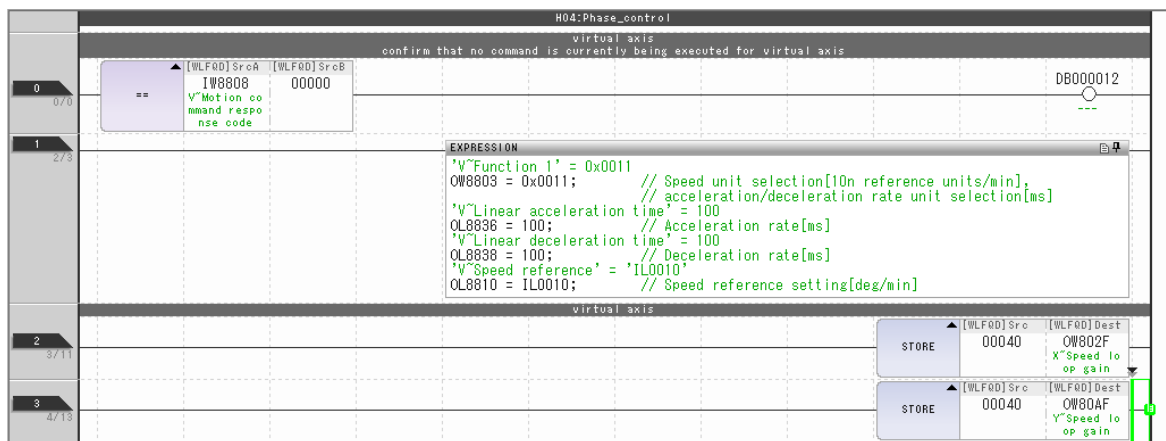 H04:Phase_control
virtual axis
confirm that no command is currently being executed for virtual axis
0
0/0
==
[WLFQD]SrcA
[WLFQD]SrcB
IW8808
00000
V~Motion co
mmand respo
nse code
DB000012
---
1
2/3
EXPRESSION
'V~Function 1' = 0x0011
OW8803 = 0x0011; // Speed unit selection[10n reference units/min],
// acceleration/deceleration rate unit selection[ms]
'V~Linear acceleration time' = 100
OL8836 = 100; // Acceleration rate[ms]
'V~Linear deceleration time' = 100
OL8838 = 100; // Deceleration rate[ms]
'V~Speed reference' = 'IL0010'
OL8810 = IL0010; // Speed reference setting[deg/min]
virtual axis
2
3/11
STORE
[WLFQD]Src
[WLFQD]Dest
00040
OW802F
X~Speed lo
op gain
3
4/13
STORE
[WLFQD]Src
[WLFQD]Dest
00040
OW80AF
Y~Speed lo
op gain